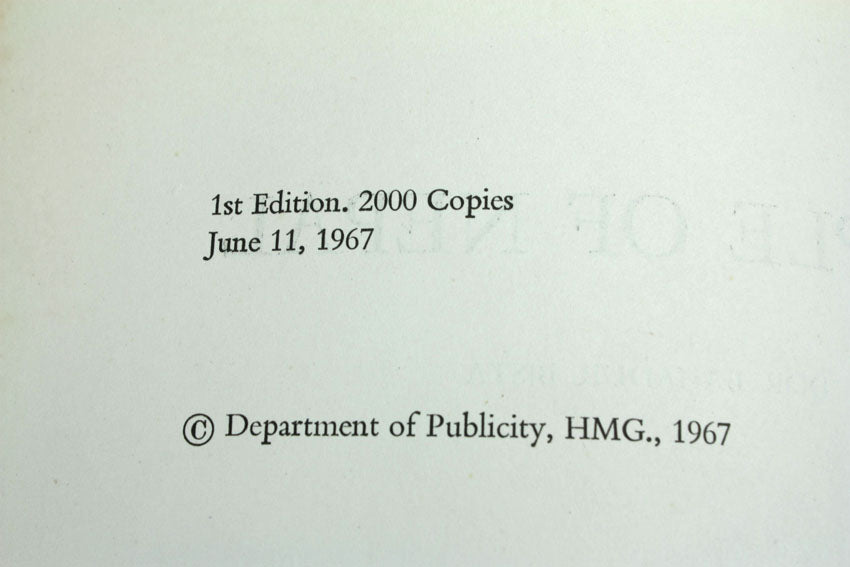 1st Edition. 2000 Copies
June 11, 1967
© Department of Publicity, HMG., 1967